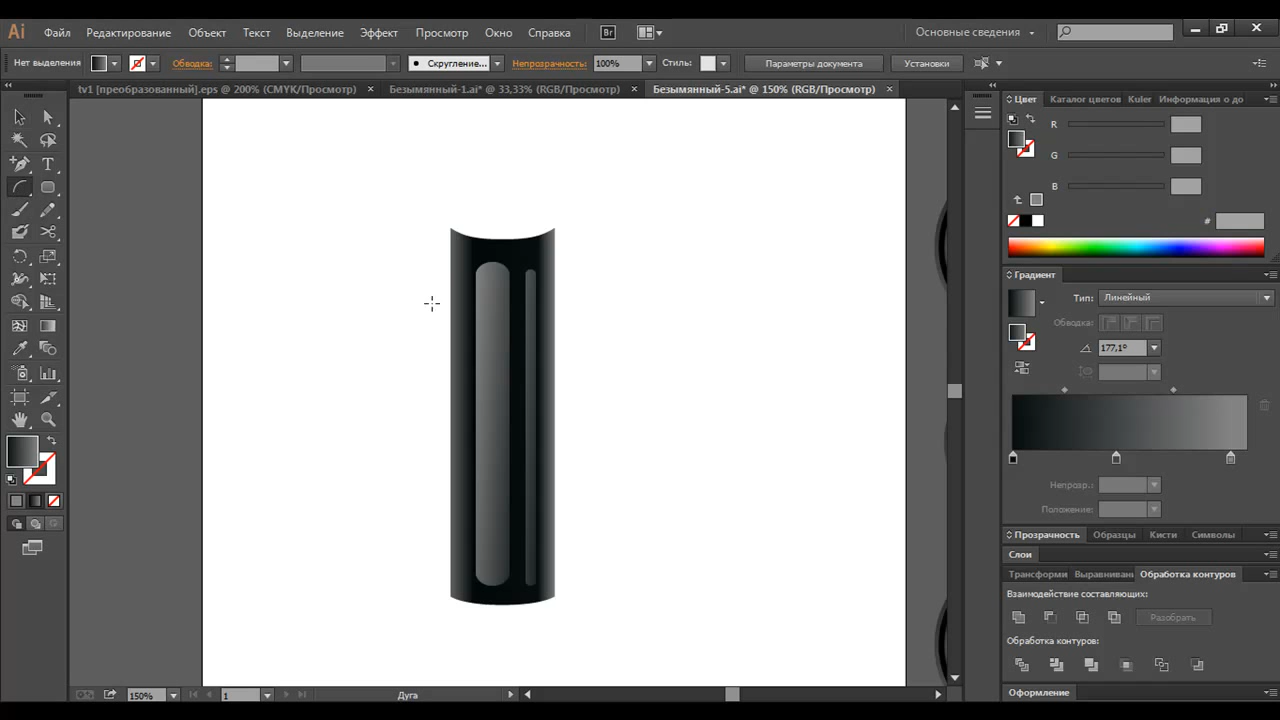 Ai Файл Редактирование Объект Текст Выделение Эффект Просмотр Окно Справка Br Основные сведения
Нет выделения Обводка: Скругление... Непрозрачность: 100% Стиль: Параметры документа Установки
tv1 [преобразованный].eps @ 200% (CMYK/Просмотр) Безымянный-1.ai* @ 33,33% (RGB/Просмотр) Безымянный-5.ai* @ 150% (RGB/Просмотр)
Цвет Каталог цветов Kuler Информация о до
R
G
B
#
Градиент
Тип: Линейный
Обводка:
177,1°
Непрозр.:
Положение:
Прозрачность Образцы Кисти Символы
Слои
Трансформи Выравниван Обработка контуров
Взаимодействие составляющих:
Разобрать
Обработка контуров:
Оформление
150% 1 Дуга